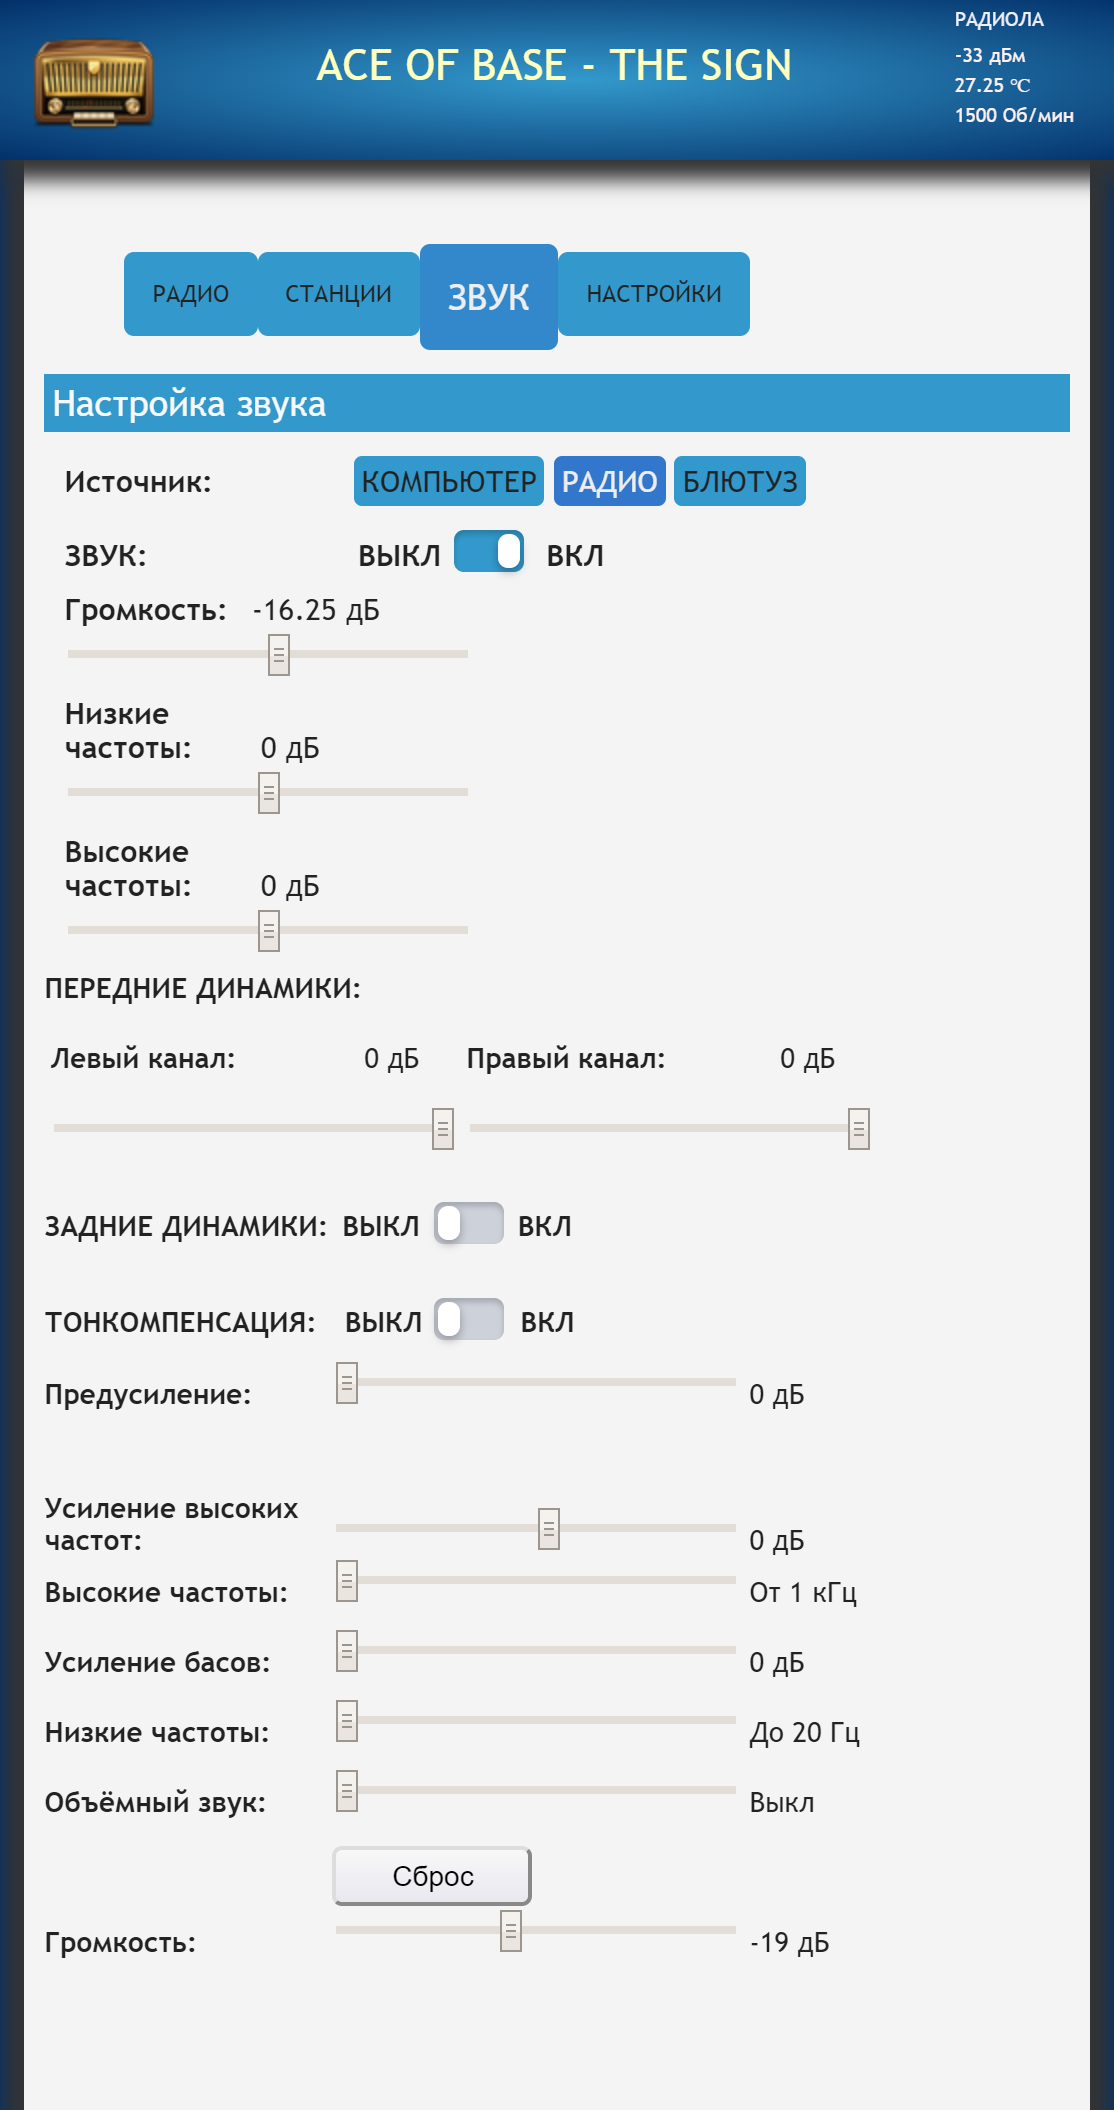 РАДИОЛА
ACE OF BASE - THE SIGN
-33 дБм
27.25 °C
1500 Об/мин
РАДИО СТАНЦИИ ЗВУК НАСТРОЙКИ
Настройка звука
Источник: КОМПЬЮТЕР РАДИО БЛЮТУЗ
ЗВУК: ВЫКЛ ВКЛ
Громкость: -16.25 дБ
Низкие
частоты: 0 дБ
Высокие
частоты: 0 дБ
ПЕРЕДНИЕ ДИНАМИКИ:
Левый канал: 0 дБ Правый канал: 0 дБ
ЗАДНИЕ ДИНАМИКИ: ВЫКЛ ВКЛ
ТОНКОМПЕНСАЦИЯ: ВЫКЛ ВКЛ
Предусиление: 0 дБ
Усиление высоких
частот: 0 дБ
Высокие частоты: От 1 кГц
Усиление басов: 0 дБ
Низкие частоты: До 20 Гц
Объёмный звук: Выкл
Сброс
Громкость: -19 дБ